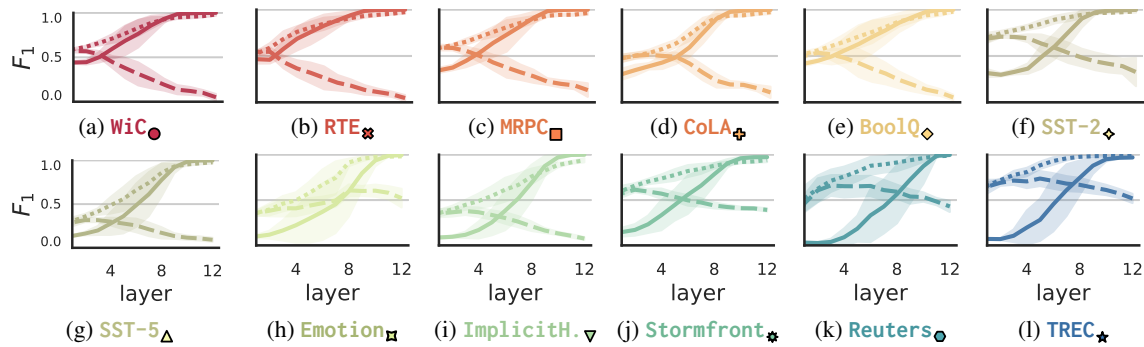 F1
1.0
0.5
0.0
(a) WiC
(b) RTE
(c) MRPC
(d) CoLA
(e) BoolQ
(f) SST-2
F1
1.0
0.5
0.0
4 8 12
4 8 12
4 8 12
4 8 12
4 8 12
4 8 12
layer
layer
layer
layer
layer
layer
(g) SST-5
(h) Emotion
(i) ImplicitH.
(j) Stormfront
(k) Reuters
(l) TREC